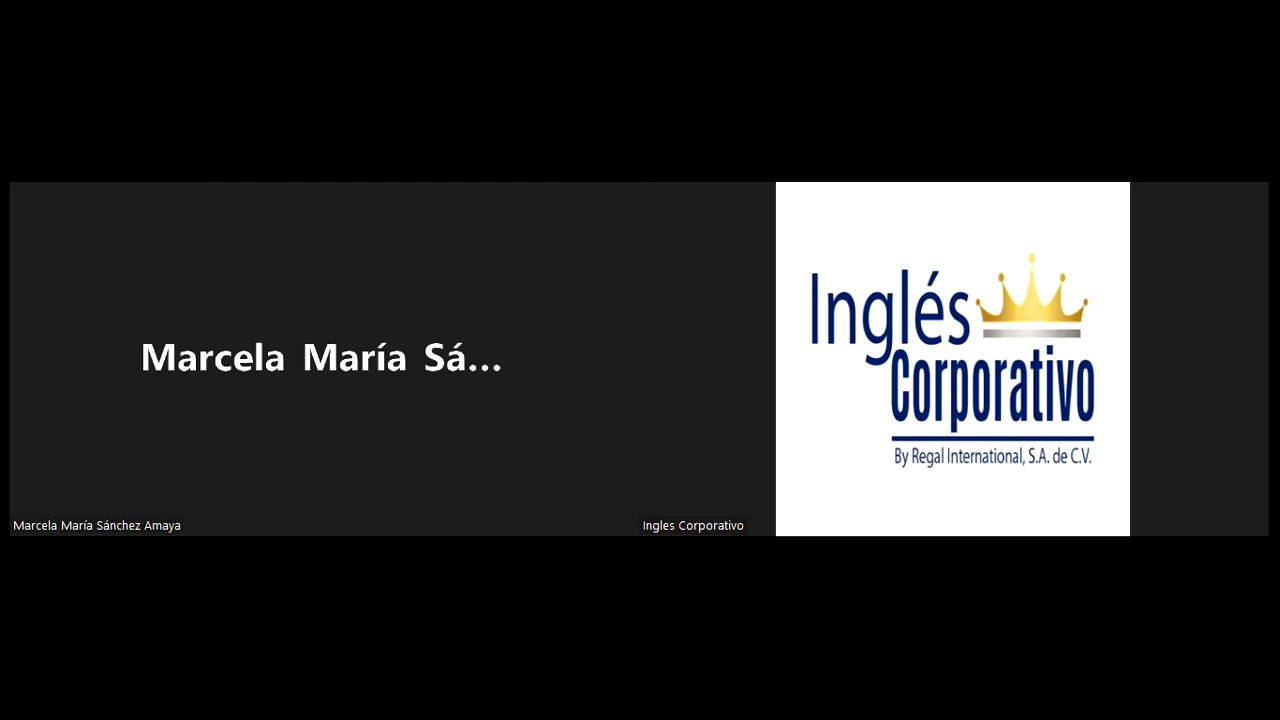 Marcela María Sá...
Marcela María Sánchez Amaya
Ingles Corporativo
Inglés
Corporativo
By Regal International, S.A. de C.V.